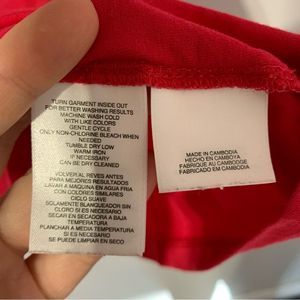 TURN GARMENT INSIDE OUT
FOR BETTER WASHING RESULTS
MACHINE WASH COLD
WITH LIKE COLORS
GENTLE CYCLE
ONLY NON-CHLORINE BLEACH WHEN
NEEDED
TUMBLE DRY LOW
WARM IRON
IF NECESSARY
CAN BE DRY CLEANED
VOLVER AL REVES ANTES
PARA MEJORES RESULTADOS
LAVAR A MAQUINA EN AGUA FRIA
CON COLORES SIMILARES
CICLO SUAVE
SOLAMENTE BLANQUEADOR SIN
CLORO CUANDO SEA NECESARIO
SECAR EN SECADORA A BAJA
TEMPERATURA
PLANCHAR A MEDIA TEMPERATURA
SI ES NECESARIO
SE PUEDE LIMPIAR EN SECO
MADE IN CAMBODIA
HECHO EN CAMBOYA
FABRIQUÉ AU CAMBODGE
FABRICADO EM CAMBODIA